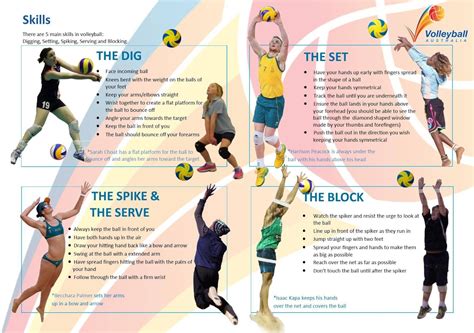 Skills
There are 5 main skills in volleyball:
Digging, Setting, Spiking, Serving and Blocking
Volleyball
AUSTRALIA
THE DIG
Face incoming ball
Kneers bent with the weight on the balls of
your feet
Keep your arms/elbows straight
Wrist together to create a flat platform for
the ball to bounce off
Angle your arms toward the target
Keep the ball in front of you
The ball should bounce off your forearms
*Sarah Chout has a flat platform for the ball to
bounce off and angles her arms toward the target
THE SET
Have your hands up early with fingers spread
in the shape of a ball
Keep your hands symmetrical
Track the ball until you are underneath it
Ensure the ball lands in your hands above
your forehead (you should be able to see the
ball through the diamond shaped window
made by your thumbs and forefingers)
Push the ball out in the direction you wish
keeping your hands symmetrical
*Harrison Peacock is always under the
ball with his hands above his head
THE SPIKE &
THE SERVE
Always keep the ball in front of you
Have both hands up in the air
Draw your hitting hand back like a bow and arrow
Swing at the ball with a extended arm
Have spread fingers hitting the ball with the palm
of your hand
Follow through the ball with a firm wrist
*Becchara Palmer sets her arms
up in a bow and arrow
THE BLOCK
Watch the spiker and resist the urge to look at
the ball
Line up in front of the spiker as they run in
Jump straight up with two feet
Spread your fingers and hands to make them
as big as possible
Reach over the net
Don't touch the ball until after the spiker
*Isac Kapa keeps his hands
over the net and covers the ball